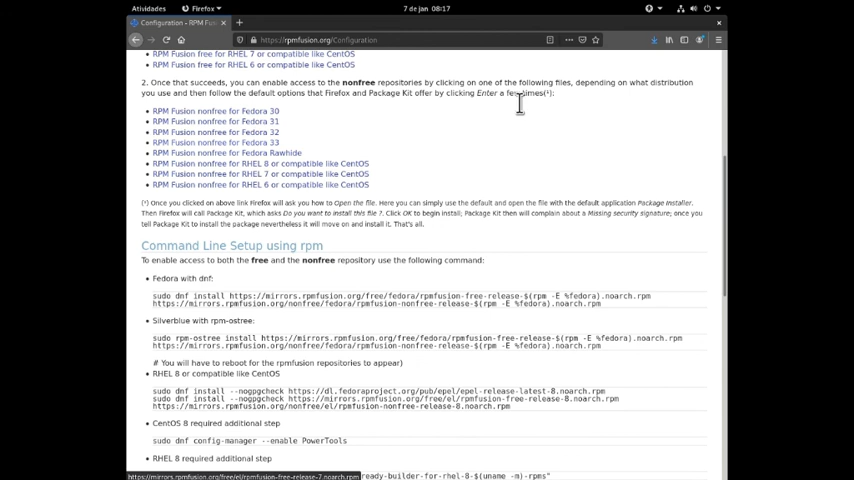 Atividades
Firefox
7 de jan 08:17
Configuration - RPM Fus
https://rpmfusion.org/Configuration
RPM Fusion free for RHEL 7 or compatible like CentOS
RPM Fusion free for RHEL 6 or compatible like CentOS
2. Once that succeeds, you can enable access to the nonfree repositories by clicking on one of the following files, depending on what distribution
you use and then follow the default options that Firefox and Package Kit offer by clicking Enter a few times(¹):
RPM Fusion nonfree for Fedora 30
RPM Fusion nonfree for Fedora 31
RPM Fusion nonfree for Fedora 32
RPM Fusion nonfree for Fedora 33
RPM Fusion nonfree for Fedora Rawhide
RPM Fusion nonfree for RHEL 8 or compatible like CentOS
RPM Fusion nonfree for RHEL 7 or compatible like CentOS
RPM Fusion nonfree for RHEL 6 or compatible like CentOS
(¹) Once you clicked on above link Firefox will ask you how to Open the file. Here you can simply use the default and open the file with the default application Package Installer.
Then Firefox will call Package Kit, which asks Do you want to install this file ?. Click OK to begin install; Package Kit then will complain about a Missing security signature; once you
tell Package Kit to install the package nevertheless it will move on and install it. That's all.
Command Line Setup using rpm
To enable access to both the free and the nonfree repository use the following command:
Fedora with dnf:
sudo dnf install https://mirrors.rpmfusion.org/free/fedora/rpmfusion-free-release-$(rpm -E %fedora).noarch.rpm
https://mirrors.rpmfusion.org/nonfree/fedora/rpmfusion-nonfree-release-$(rpm -E %fedora).noarch.rpm
Silverblue with rpm-ostree:
sudo rpm-ostree install https://mirrors.rpmfusion.org/free/fedora/rpmfusion-free-release-$(rpm -E %fedora).noarch.rpm
https://mirrors.rpmfusion.org/nonfree/fedora/rpmfusion-nonfree-release-$(rpm -E %fedora).noarch.rpm
# You will have to reboot for the rpmfusion repositories to appear)
RHEL 8 or compatible like CentOS
sudo dnf install --nogpgcheck https://dl.fedoraproject.org/pub/epel/epel-release-latest-8.noarch.rpm
sudo dnf install --nogpgcheck https://mirrors.rpmfusion.org/free/el/rpmfusion-free-release-8.noarch.rpm
https://mirrors.rpmfusion.org/nonfree/el/rpmfusion-nonfree-release-8.noarch.rpm
CentOS 8 required additional step
sudo dnf config-manager --enable PowerTools
RHEL 8 required additional step
https://mirrors.rpmfusion.org/free/el/rpmfusion-free-release-7.noarch.rpm
ready-builder-for-rhel-8-$(uname -m)-rpms"